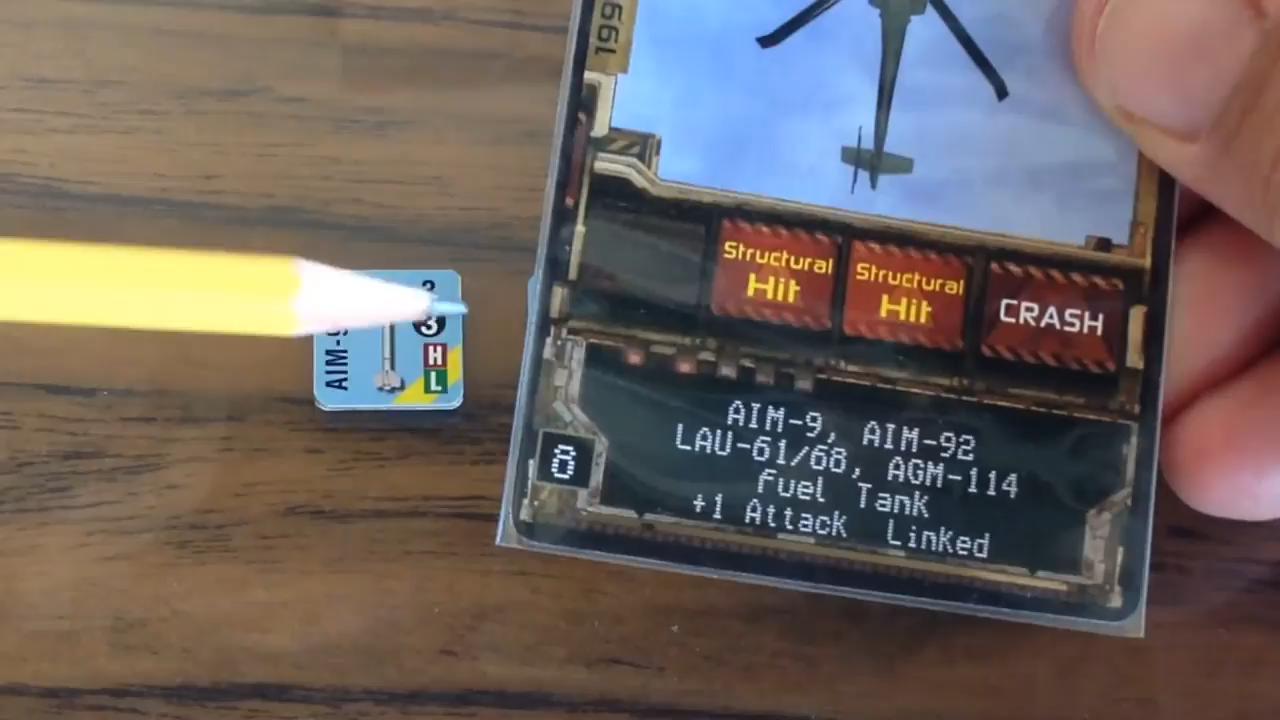 199
Structural
Hit
Structural
Hit
CRASH
3
H
L
AIM-9, AIM-92
LAU-61/68, AGM-114
Fuel Tank
+1 Attack Linked
8